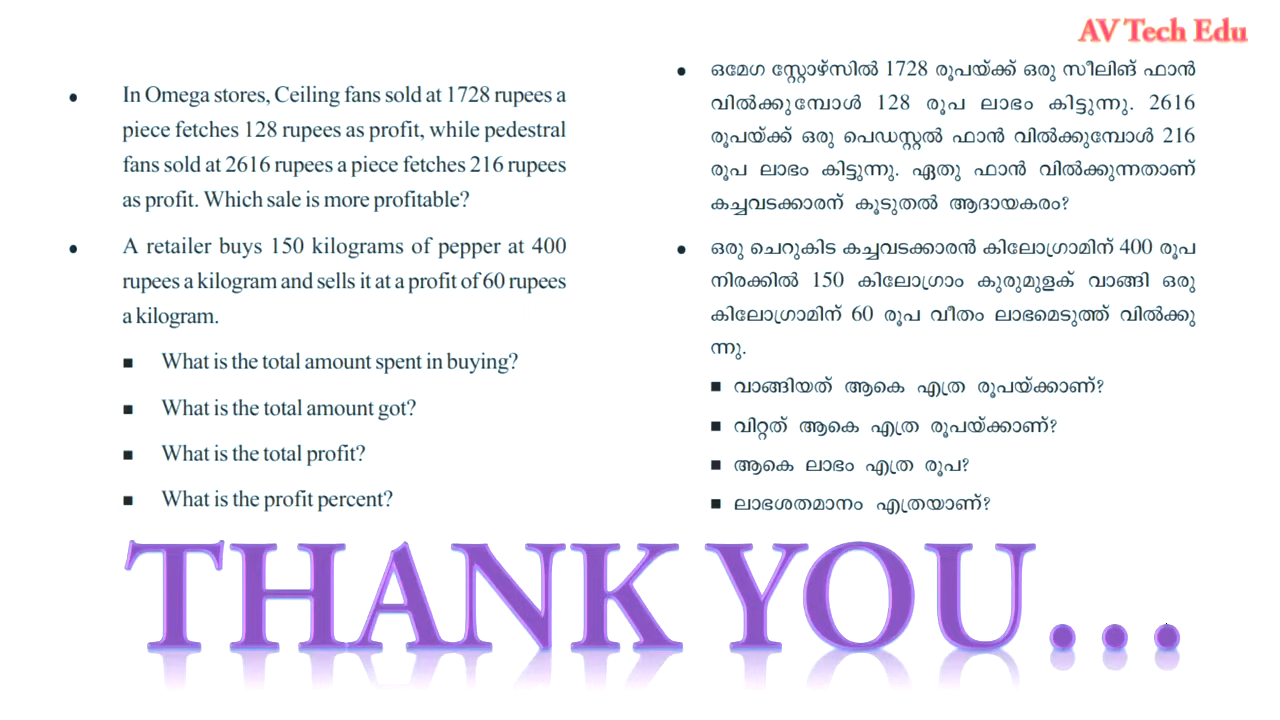 AV Tech Edu
• In Omega stores, Ceiling fans sold at 1728 rupees a
piece fetches 128 rupees as profit, while pedestral
fans sold at 2616 rupees a piece fetches 216 rupees
as profit. Which sale is more profitable?
• A retailer buys 150 kilograms of pepper at 400
rupees a kilogram and sells it at a profit of 60 rupees
a kilogram.
■ What is the total amount spent in buying?
■ What is the total amount got?
■ What is the total profit?
■ What is the profit percent?
• ഒമേഗ സ്റ്റോഴ്സിൽ 1728 രൂപയ്ക്ക് ഒരു സീലിങ് ഫാൻ
വിൽക്കുമ്പോൾ 128 രൂപ ലാഭം കിട്ടുന്നു. 2616
രൂപയ്ക്ക് ഒരു പെഡസ്റ്റൽ ഫാൻ വിൽക്കുമ്പോൾ 216
രൂപ ലാഭം കിട്ടുന്നു. ഏതു ഫാൻ വിൽക്കുന്നതാണ്
കച്ചവടക്കാരന് കൂടുതൽ ആദായകരം?
• ഒരു ചെറുകിട കച്ചവടക്കാരൻ കിലോഗ്രാമിന് 400 രൂപ
നിരക്കിൽ 150 കിലോഗ്രാം കുരുമുളക് വാങ്ങി ഒരു
കിലോഗ്രാമിന് 60 രൂപ വീതം ലാഭമെടുത്ത് വിൽക്കു
ന്നു.
■ വാങ്ങിയത് ആകെ എത്ര രൂപയ്ക്കാണ്?
■ വിറ്റത് ആകെ എത്ര രൂപയ്ക്കാണ്?
■ ആകെ ലാഭം എത്ര രൂപ?
■ ലാഭശതമാനം എത്രയാണ്?
THANK YOU...